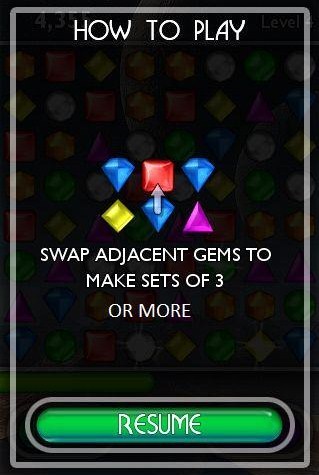 HOW TO PLAY
SWAP ADJACENT GEMS TO
MAKE SETS OF 3
OR MORE
RESUME